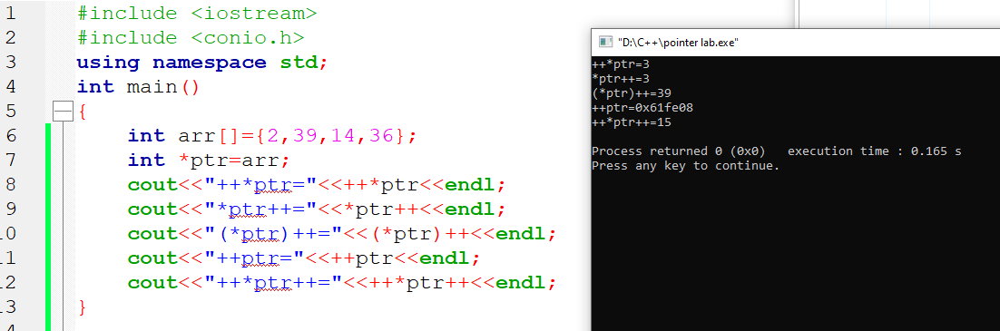 1 #include <iostream>
2 #include <conio.h>
3 using namespace std;
4 int main()
5 {
6 int arr[]={2,39,14,36};
7 int *ptr=arr;
8 cout<<"++*ptr="<<++*ptr<<endl;
9 cout<<"*ptr++="<<*ptr++<<endl;
10 cout<<"(*ptr)++="<<(*ptr)++<<endl;
11 cout<<"++ptr="<<++ptr<<endl;
12 cout<<"++*ptr++="<<++*ptr++<<endl;
13 }
"D:\C++\pointer lab.exe"
++*ptr=3
*ptr++=3
(*ptr)++=39
++ptr=0x61fe08
++*ptr++=15
Process returned 0 (0x0) execution time : 0.165 s
Press any key to continue.